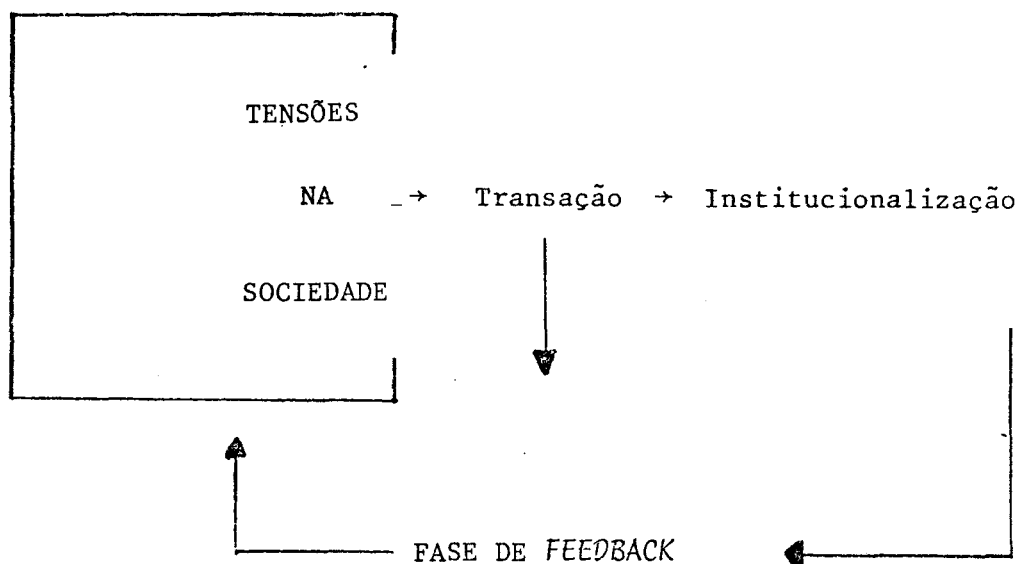 TENSÕES
NA → Transação → Institucionalização
SOCIEDADE
FASE DE FEEDBACK